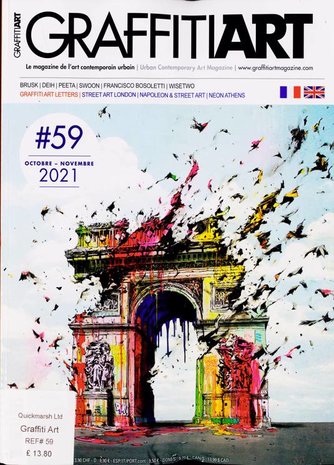 GRAFFITIART
GRAFFITIART
Le magazine de l'art contemporain urbain | Urban Contemporary Art Magazine | www.graffitiartmagazine.com
BRUSK | DEIH | PEETA | SWOON | FRANCISCO BOSOLETTI | WISETWO
GRAFFITI ART LETTERS | STREET ART LONDON | NAPOLEON & STREET ART | NEON ATHENS
#59
OCTOBRE - NOVEMBRE
2021
Quickmarsh Ltd
Graffiti Art
REF# 59
£ 13.80